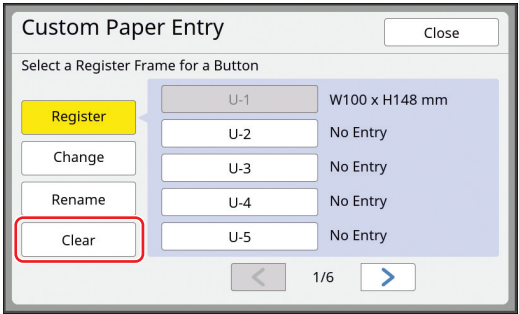 Custom Paper Entry
Close
Select a Register Frame for a Button
Register
U-1 W100 x H148 mm
U-2 No Entry
Change
U-3 No Entry
Rename
U-4 No Entry
Clear
U-5 No Entry
1/6